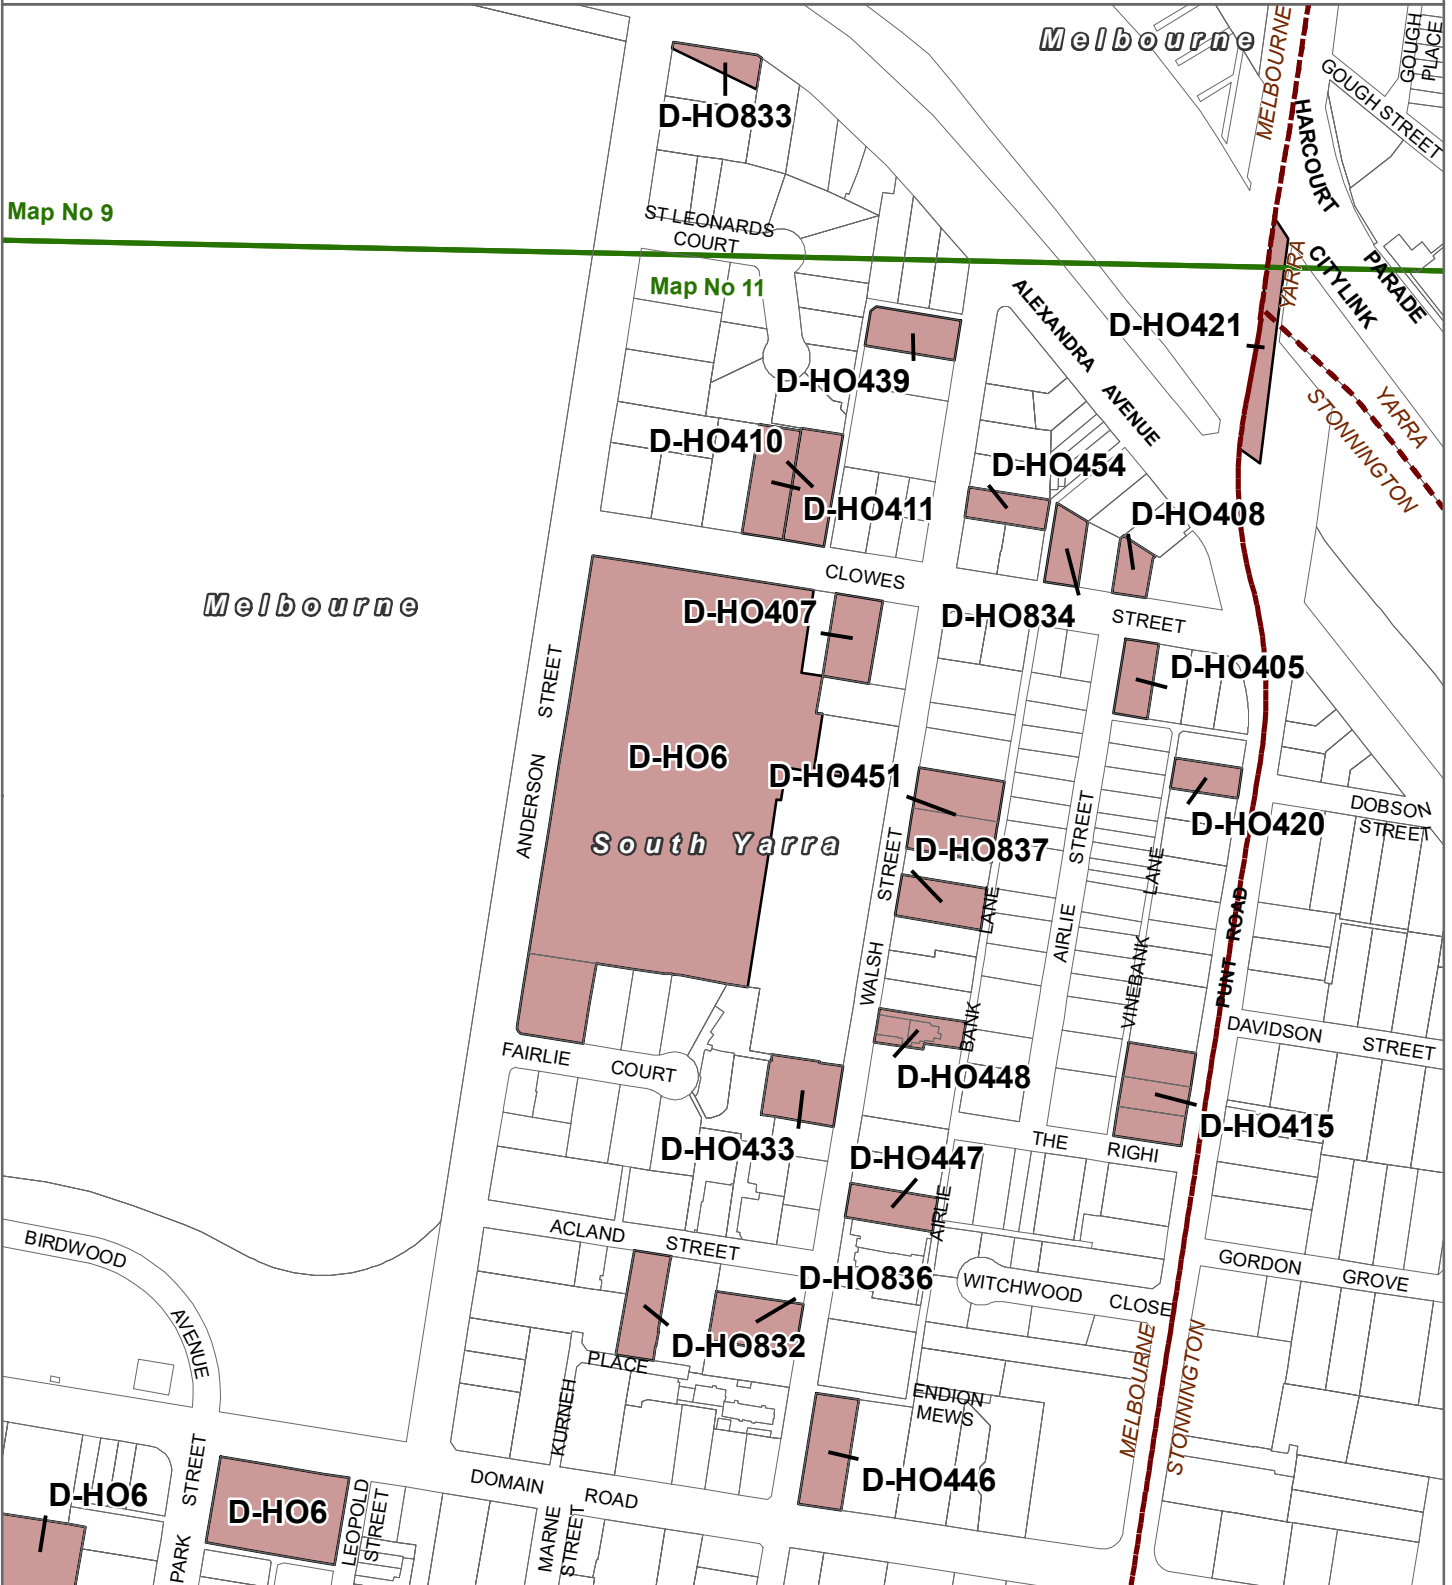 Melbourne
MELBOURNE
GOUGH
PLACE
GOUGH STREET
D-HO833
HARCOURT
PARADE
Map No 9
ST LEONARDS
COURT
Map No 11
YARRA
CITYLINK
ALEXANDRA
AVENUE
D-HO421
D-HO439
YARRA
STONNINGTON
D-HO410
D-HO411
D-HO454
D-HO408
CLOWES
STREET
Melbourne
D-HO407
D-HO834
D-HO405
STREET
ANDERSON
D-HO6
D-HO451
South Yarra
D-HO420
DOBSON
STREET
D-HO837
STREET
WALSH
LANE
BANK
AIRLIE
STREET
AIRLIE
LANE
VINEBANK
PUNT ROAD
DAVIDSON STREET
FAIRLIE COURT
D-HO448
D-HO415
D-HO433
THE RIGHI
D-HO447
ACLAND STREET
BIRDWOOD
AVENUE
D-HO836
WITCHWOOD CLOSE
GORDON GROVE
D-HO832
PLACE
KURNEH
MELBOURNE
STONNINGTON
ENDION
MEWS
D-HO446
DOMAIN ROAD
D-HO6
STREET
PARK
D-HO6
LEOPOLD
STREET
MARNE
STREET